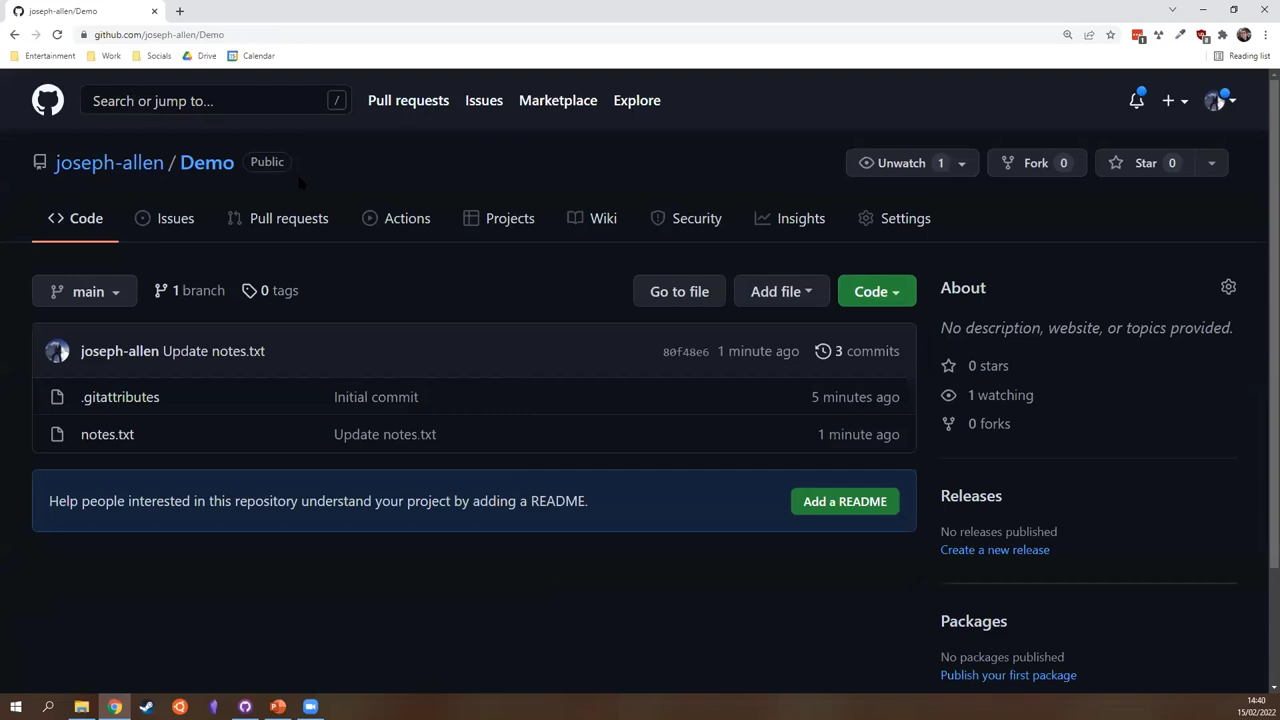 joseph-allen/Demo
github.com/joseph-allen/Demo
Entertainment Work Socials Drive Calendar Reading list
Search or jump to... / Pull requests Issues Marketplace Explore
joseph-allen / Demo Public Unwatch 1 Fork 0 Star 0
Code Issues Pull requests Actions Projects Wiki Security Insights Settings
main 1 branch 0 tags Go to file Add file Code
joseph-allen Update notes.txt 80f48e6 1 minute ago 3 commits
.gitattributes Initial commit 5 minutes ago
notes.txt Update notes.txt 1 minute ago
Help people interested in this repository understand your project by adding a README. Add a README
About
No description, website, or topics provided.
0 stars
1 watching
0 forks
Releases
No releases published
Create a new release
Packages
No packages published
Publish your first package
14:40
15/02/2022